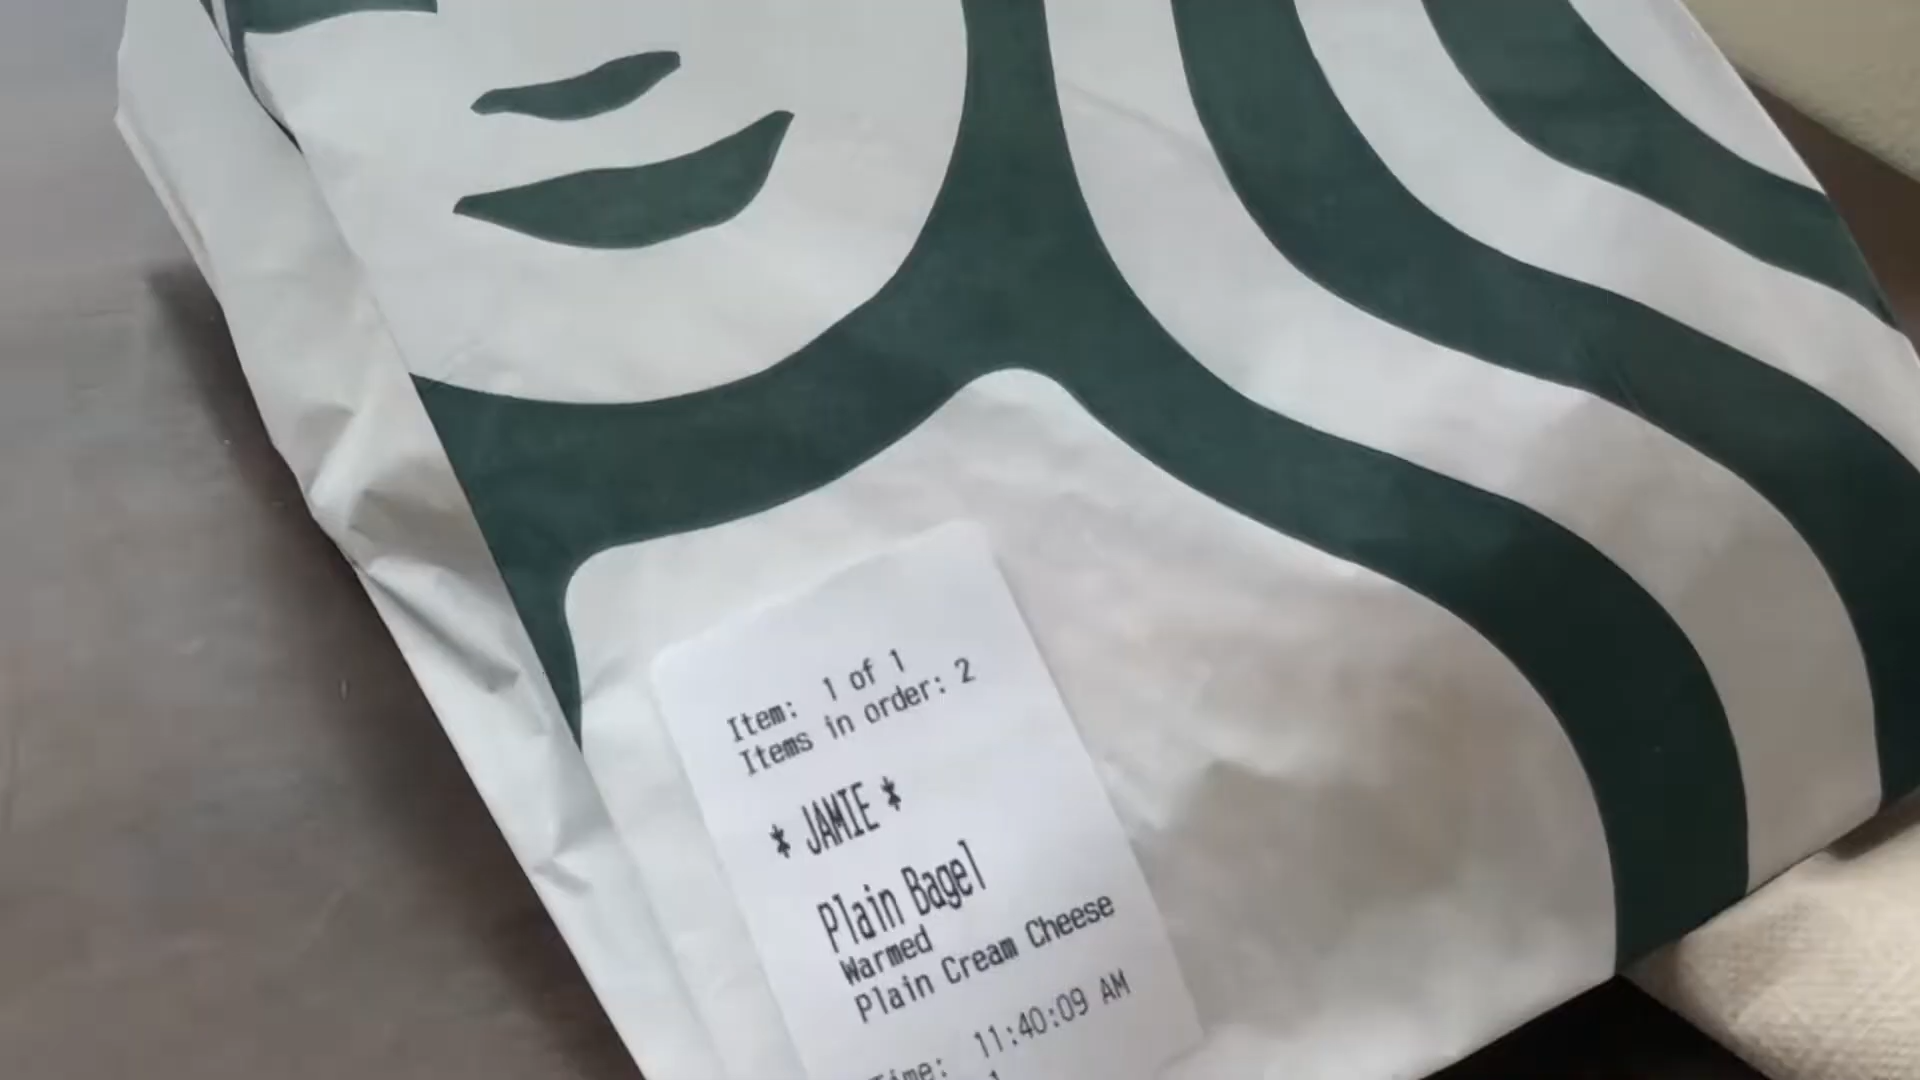 Item: 1 of 1
Items in order: 2
* JAMIE *
Plain Bagel
Warmed
Plain Cream Cheese
Time: 11:40:09 AM